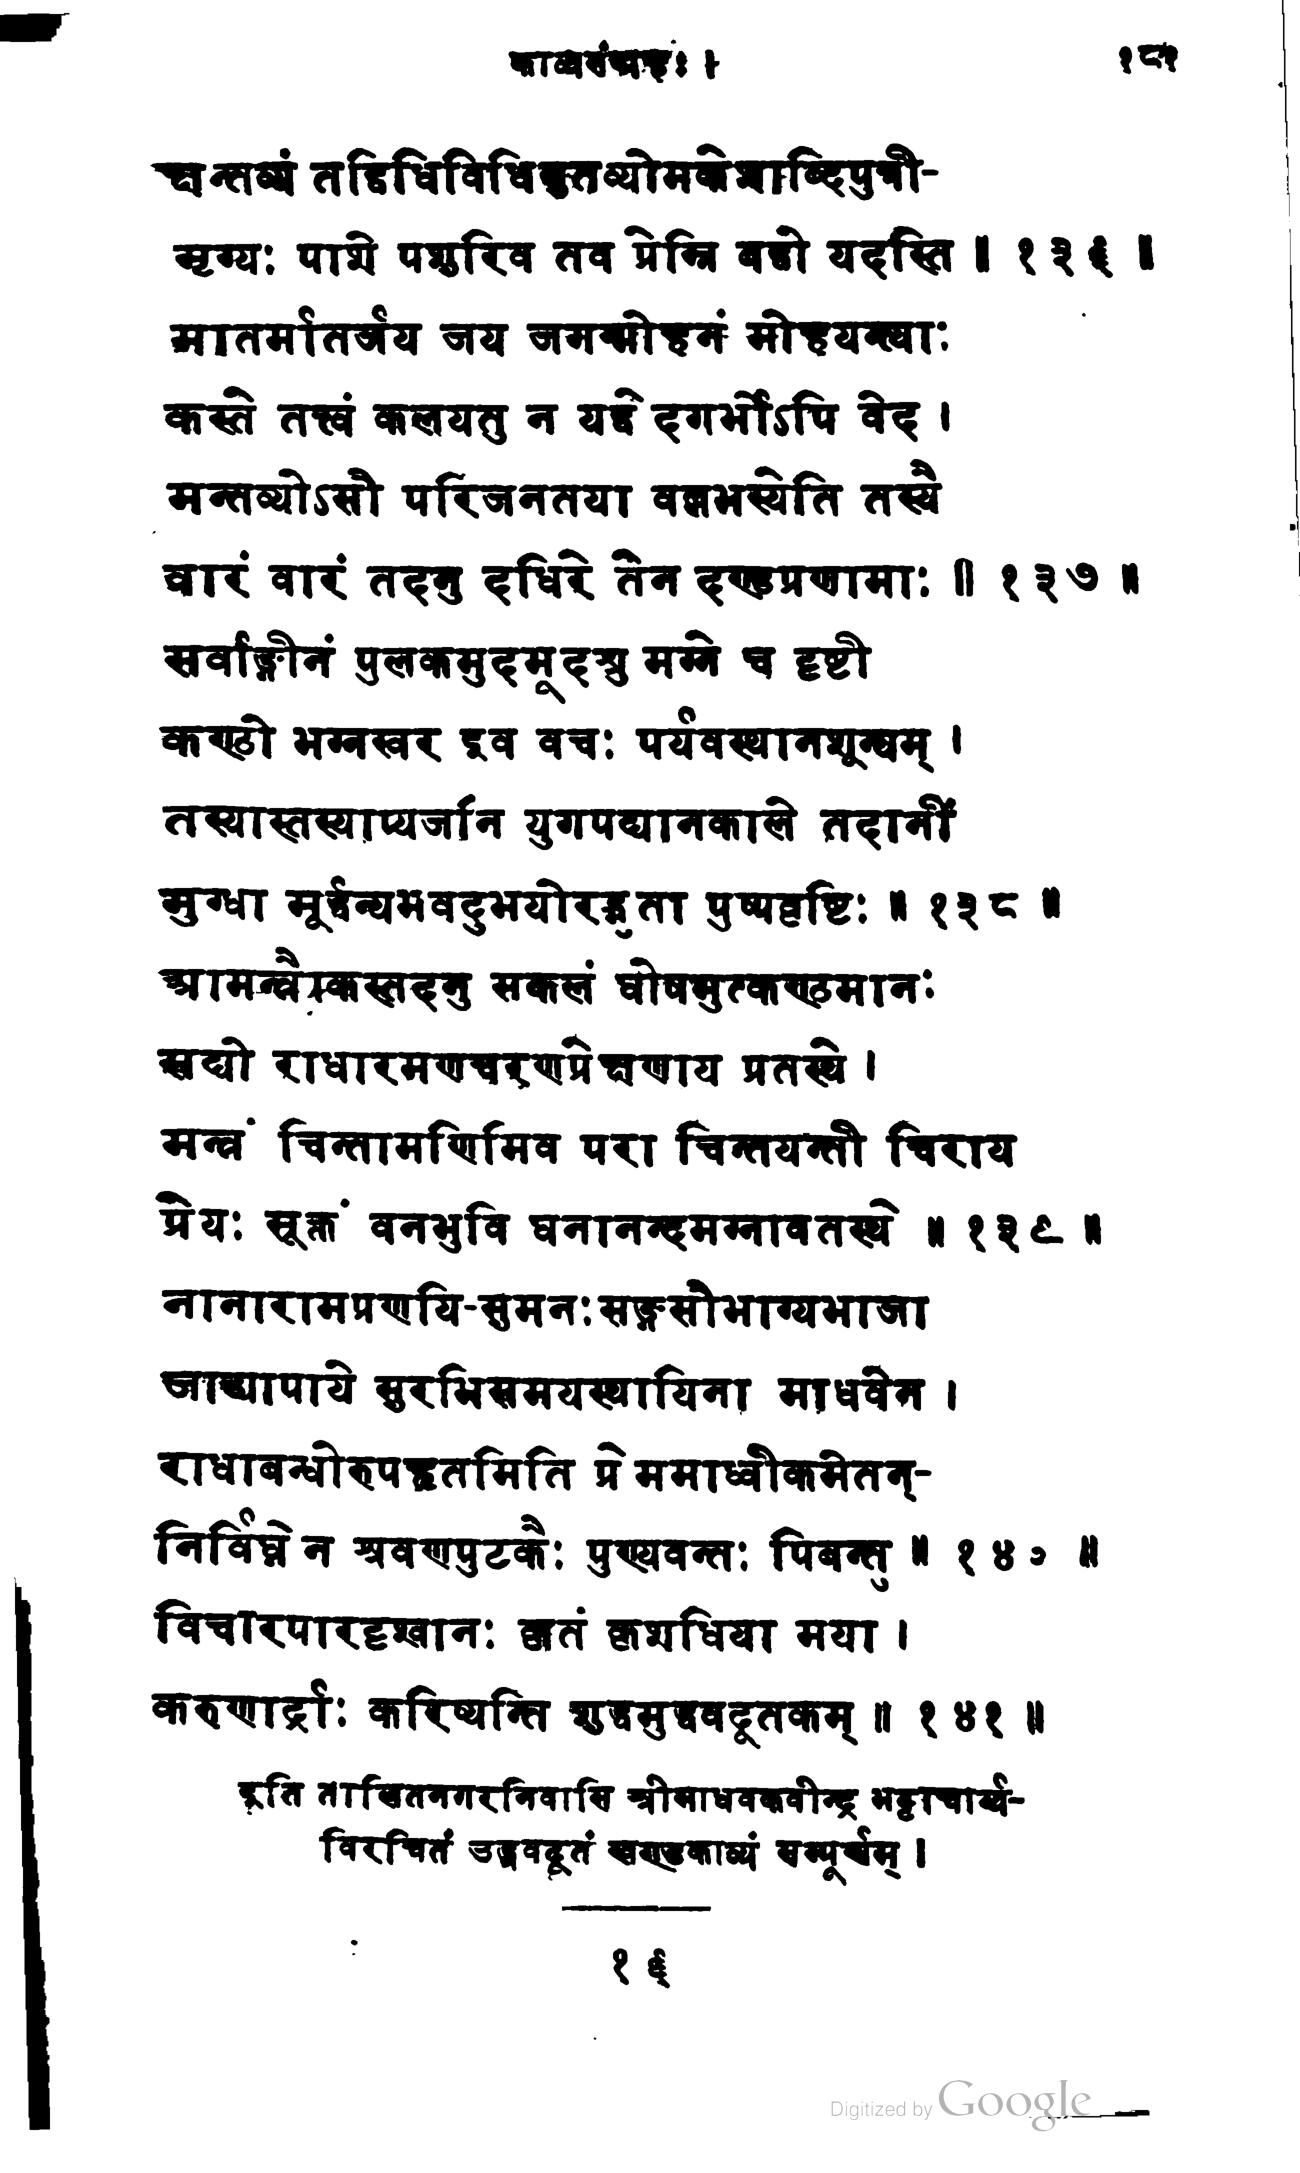 काव्यसंग्रहः । १८१
क्षन्तव्यं तद्विधिविधिनुतव्योमकेशाब्धिपुत्री-
मृग्यः पाशे पशुरिव तव प्रेम्नि बद्धो यदस्ति ॥ १३६ ॥
मातर्मातर्जय जय जगन्मोहनं मोहयन्त्याः
कस्ते तत्त्वं कलयतु न यद्वेदगर्भोऽपि वेद ।
मन्तव्योऽसौ परिजनतया वल्लभस्येति तस्यै
वारं वारं तदनु दधिरे तेन दण्डप्रणामाः ॥ १३७ ॥
सर्वाङ्गीनं पुलकमुदमूदश्रु मग्ने च दृष्टी
कण्ठो भग्नस्वर इव वचः पर्यवस्थानशून्यम् ।
तस्यास्तस्याप्यजनि युगपद्यानकाले तदानीं
मुग्धा मूर्द्धन्यभवदुभयोरद्भुता पुष्पवृष्टिः ॥ १३८ ॥
आमन्त्र्यैकस्तदनु सकलं घोषमुत्कण्ठमानः
सद्यो राधारमणचरणप्रेक्षणाय प्रतस्थे ।
मन्त्रं चिन्तामणिमिव परा चिन्तयन्ती चिराय
प्रेयः सूक्तं वनभुवि घनानन्दमग्नावतस्थे ॥ १३९ ॥
नानारामप्रणयि-सुमनःसङ्गसौभाग्यभाजा
जाड्यापाये सुरभिसमयस्थायिना माधवेन ।
राधाबन्धोरुपहृतमिति प्रेममाध्वीकमेतन्-
निर्विघ्नेन श्रवणपुटकैः पुण्यवन्तः पिबन्तु ॥ १४० ॥
विचारपारदृश्वानः कृतं कृशधिया मया ।
करुणार्द्राः करिष्यन्ति शुद्धमुद्धवदूतकम् ॥ १४१ ॥
इति तालितनगरनिवासि श्रीमाधवकवीन्द्र भट्टाचार्य्य-
विरचितं उद्धवदूतं खण्डकाव्यं सम्पूर्णम् ।
१६
Digitized by Google